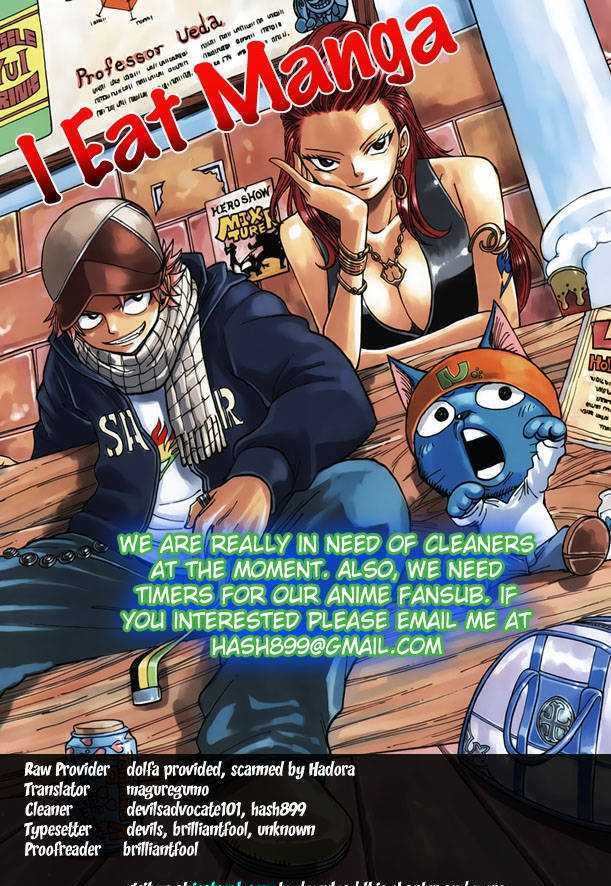 Professor Ueda
I Eat Manga
HERO SHOW
MIX
TURE
SA
R
WE ARE REALLY IN NEED OF CLEANERS
AT THE MOMENT. ALSO, WE NEED
TIMERS FOR OUR ANIME FANSUB. IF
YOU INTERESTED PLEASE EMAIL ME AT
HASH899@GMAIL.COM
Raw Provider dolfa provided, scanned by Hadora
Translator maguregumo
Cleaner devilsadvocate101, hash899
Typesetter devils, brilliantfool, unknown
Proofreader brilliantfool